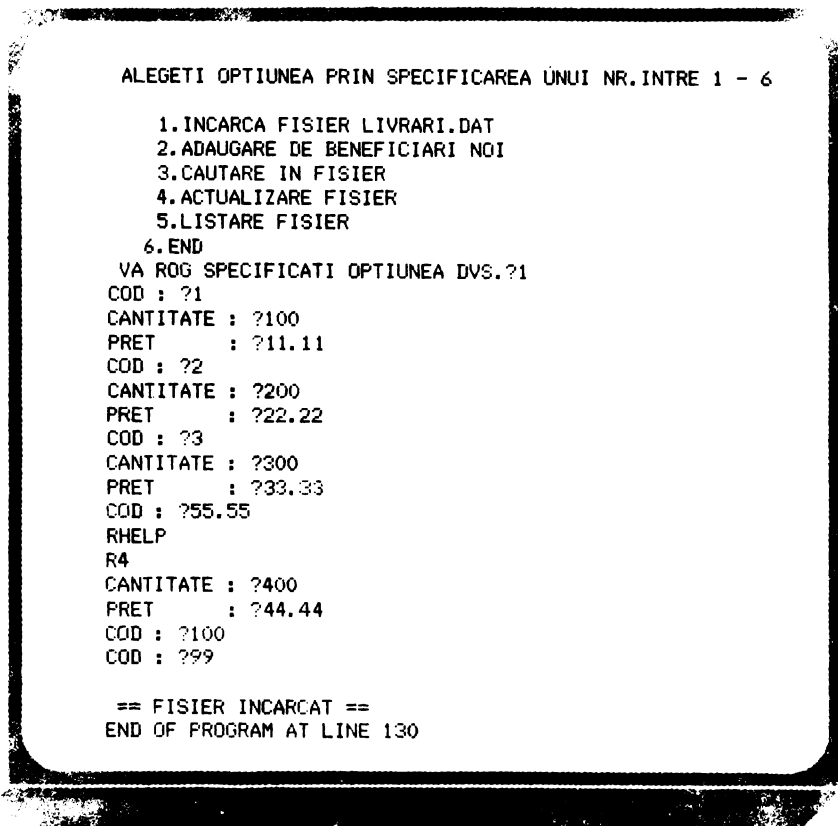 ALEGETI OPTIUNEA PRIN SPECIFICAREA UNUI NR.INTRE 1 - 6
1.INCARCA FISIER LIVRARI.DAT
2.ADAUGARE DE BENEFICIARI NOI
3.CAUTARE IN FISIER
4.ACTUALIZARE FISIER
5.LISTARE FISIER
6.END
VA ROG SPECIFICATI OPTIUNEA DVS.?1
COD : ?1
CANTITATE : ?100
PRET : ?11.11
COD : ?2
CANTITATE : ?200
PRET : ?22.22
COD : ?3
CANTITATE : ?300
PRET : ?33.33
COD : ?55.55
RHELP
R4
CANTITATE : ?400
PRET : ?44.44
COD : ?100
COD : ?99
== FISIER INCARCAT ==
END OF PROGRAM AT LINE 130